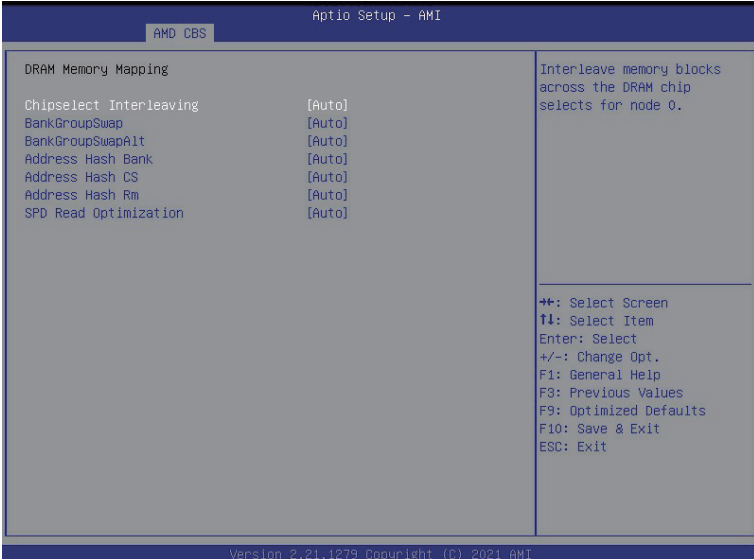 Aptio Setup – AMI
AMD CBS
DRAM Memory Mapping
Chipselect Interleaving [Auto]
BankGroupSwap [Auto]
BankGroupSwapAlt [Auto]
Address Hash Bank [Auto]
Address Hash CS [Auto]
Address Hash Rm [Auto]
SPD Read Optimization [Auto]
Interleave memory blocks
across the DRAM chip
selects for node 0.
→←: Select Screen
↑↓: Select Item
Enter: Select
+/-: Change Opt.
F1: General Help
F3: Previous Values
F9: Optimized Defaults
F10: Save & Exit
ESC: Exit
Version 2.21.1279 Copyright (C) 2021 AMI